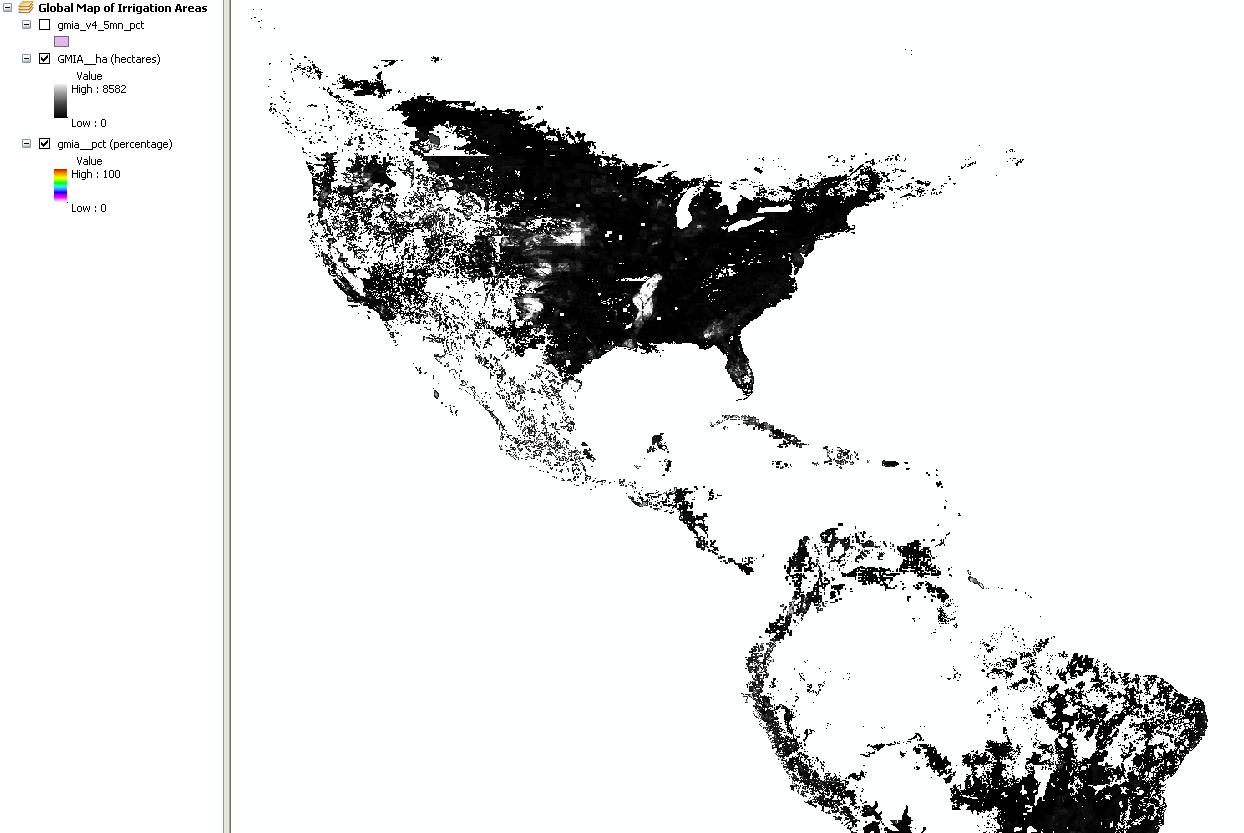 Global Map of Irrigation Areas
gmia_v4_5mn_pct
GMIA__ha (hectares)
Value
High : 8582
Low : 0
gmia__pct (percentage)
Value
High : 100
Low : 0